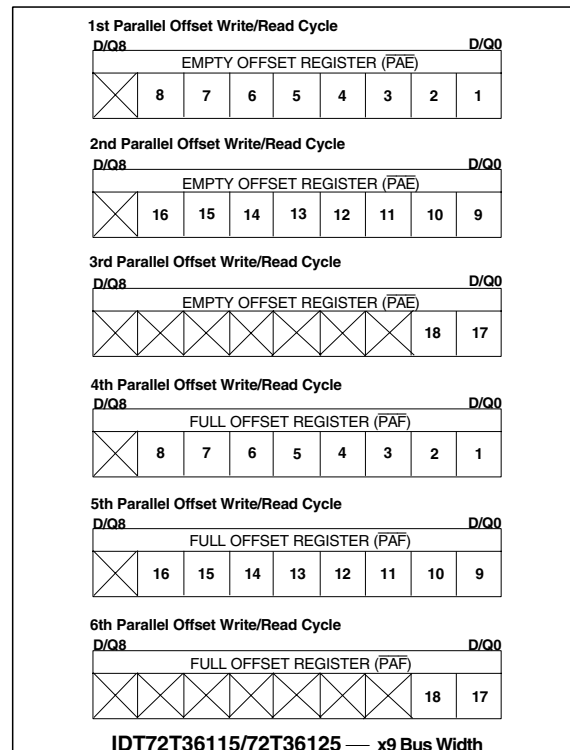 1st Parallel Offset Write/Read Cycle
D/Q8 D/Q0
EMPTY OFFSET REGISTER (PAE)
8 7 6 5 4 3 2 1
2nd Parallel Offset Write/Read Cycle
D/Q8 D/Q0
EMPTY OFFSET REGISTER (PAE)
16 15 14 13 12 11 10 9
3rd Parallel Offset Write/Read Cycle
D/Q8 D/Q0
EMPTY OFFSET REGISTER (PAE)
18 17
4th Parallel Offset Write/Read Cycle
D/Q8 D/Q0
FULL OFFSET REGISTER (PAF)
8 7 6 5 4 3 2 1
5th Parallel Offset Write/Read Cycle
D/Q8 D/Q0
FULL OFFSET REGISTER (PAF)
16 15 14 13 12 11 10 9
6th Parallel Offset Write/Read Cycle
D/Q8 D/Q0
FULL OFFSET REGISTER (PAF)
18 17
IDT72T36115/72T36125 — x9 Bus Width